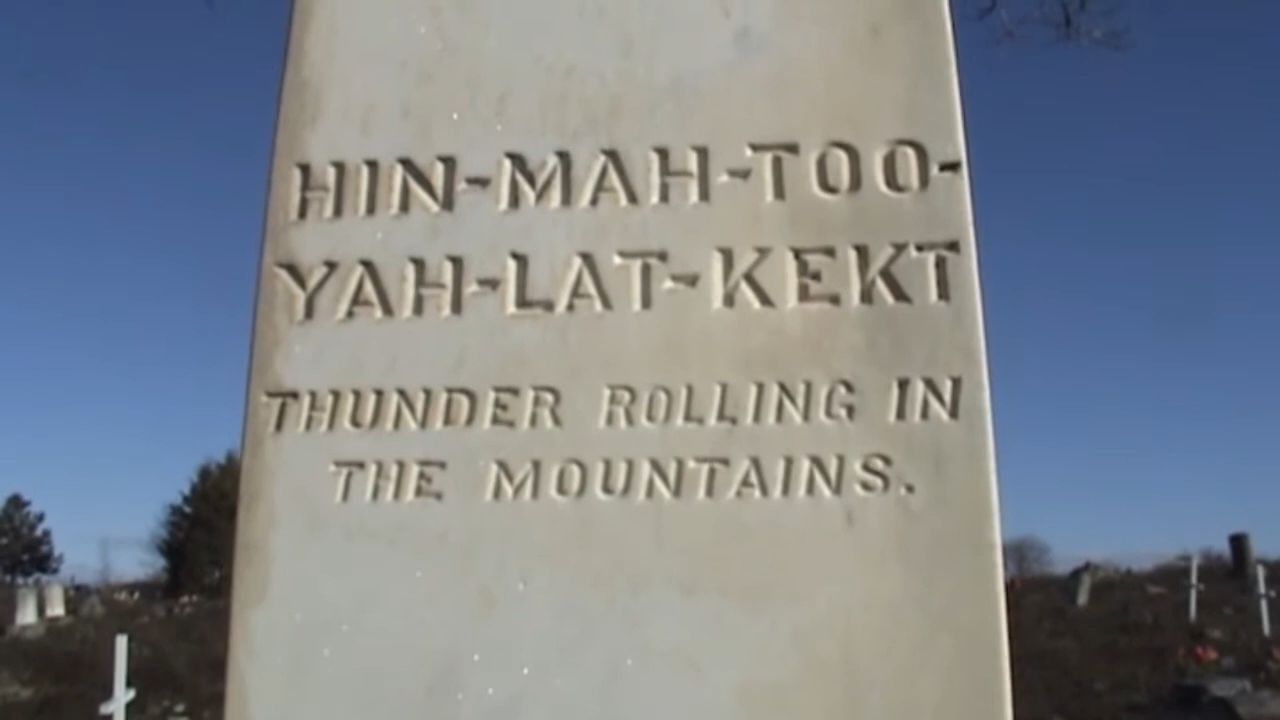 HIN-MAH-TOO-
YAH-LAT-KEKT
THUNDER ROLLING IN
THE MOUNTAINS.